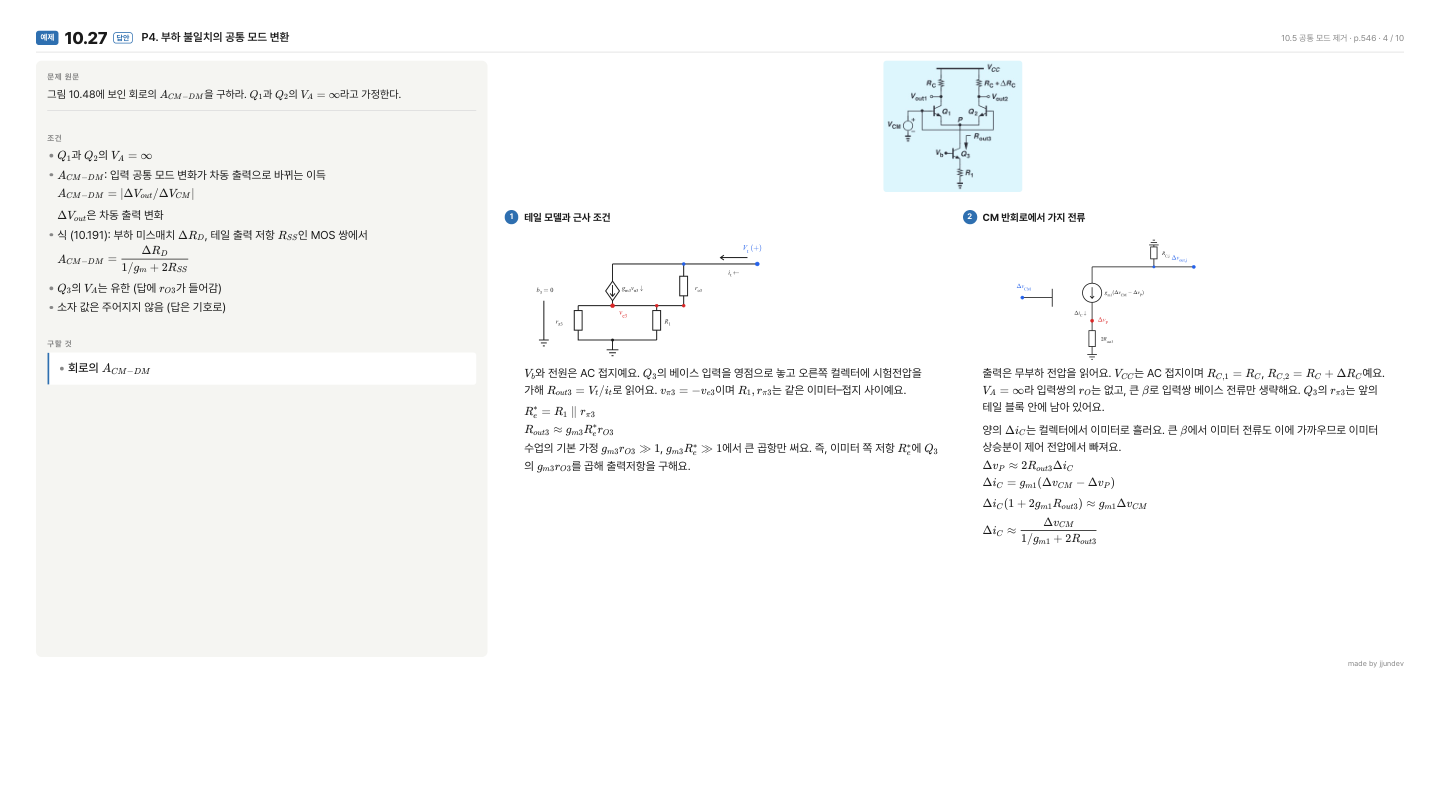 예제 10.27 답안 P4. 부하 불일치의 공통 모드 변환
10.5 공통 모드 제거 · p.546 · 4 / 10
문제 원문
그림 10.48에 보인 회로의 A_{CM-DM}을 구하라. Q_1과 Q_2의 V_A = ∞라고 가정한다.
조건
• Q_1과 Q_2의 V_A = ∞
• A_{CM-DM}: 입력 공통 모드 변화가 차동 출력으로 바뀌는 이득
A_{CM-DM} = |ΔV_{out}/ΔV_{CM}|
ΔV_{out}은 차동 출력 변화
• 식 (10.191): 부하 미스매치 ΔR_D, 테일 출력 저항 R_{SS}인 MOS 쌍에서
A_{CM-DM} = ΔR_D / (1/g_m + 2R_{SS})
• Q_3의 V_A는 유한 (답에 r_{O3}가 들어감)
• 소자 값은 주어지지 않음 (답은 기호로)
구할 것
• 회로의 A_{CM-DM}
V_{CC}
R_C R_C + ΔR_C
V_{out1} V_{out2}
Q_1 Q_2
P
V_{CM}
R_{out3}
V_b Q_3
R_1
1 테일 모델과 근사 조건
V_t (+)
i_t ←
b_3 = 0
g_{m3}v_{π3} ↓
r_{o3}
r_{π3}
v_{e3}
R_1
V_b와 전원은 AC 접지예요. Q_3의 베이스 입력을 영점으로 놓고 오른쪽 컬렉터에 시험전압을
가해 R_{out3} = V_t/i_t로 읽어요. v_{π3} = −v_{e3}이며 R_1, r_{π3}는 같은 이미터–접지 사이예요.
R_e^* = R_1 || r_{π3}
R_{out3} ≈ g_{m3}R_e^*r_{O3}
수업의 기본 가정 g_{m3}r_{O3} ≫ 1, g_{m3}R_e^* ≫ 1에서 큰 곱항만 써요. 즉, 이미터 쪽 저항 R_e^*에 Q_3
의 g_{m3}r_{O3}를 곱해 출력저항을 구해요.
2 CM 반회로에서 가지 전류
Δv_{CM}
Δi_C ↓
Δv_P
2R_{out3}
출력은 무부하 전압을 읽어요. V_{CC}는 AC 접지이며 R_{C,1} = R_C, R_{C,2} = R_C + ΔR_C예요.
V_A = ∞라 입력쌍의 r_O는 없고, 큰 β로 입력쌍 베이스 전류만 생략해요. Q_3의 r_{π3}는 앞의
테일 블록 안에 남아 있어요.
양의 Δi_C는 컬렉터에서 이미터로 흘러요. 큰 β에서 이미터 전류도 이에 가까우므로 이미터
상승분이 제어 전압에서 빠져요.
Δv_P ≈ 2R_{out3}Δi_C
Δi_C = g_{m1}(Δv_{CM} − Δv_P)
Δi_C(1 + 2g_{m1}R_{out3}) ≈ g_{m1}Δv_{CM}
Δi_C ≈ Δv_{CM} / (1/g_{m1} + 2R_{out3})
made by jjundev